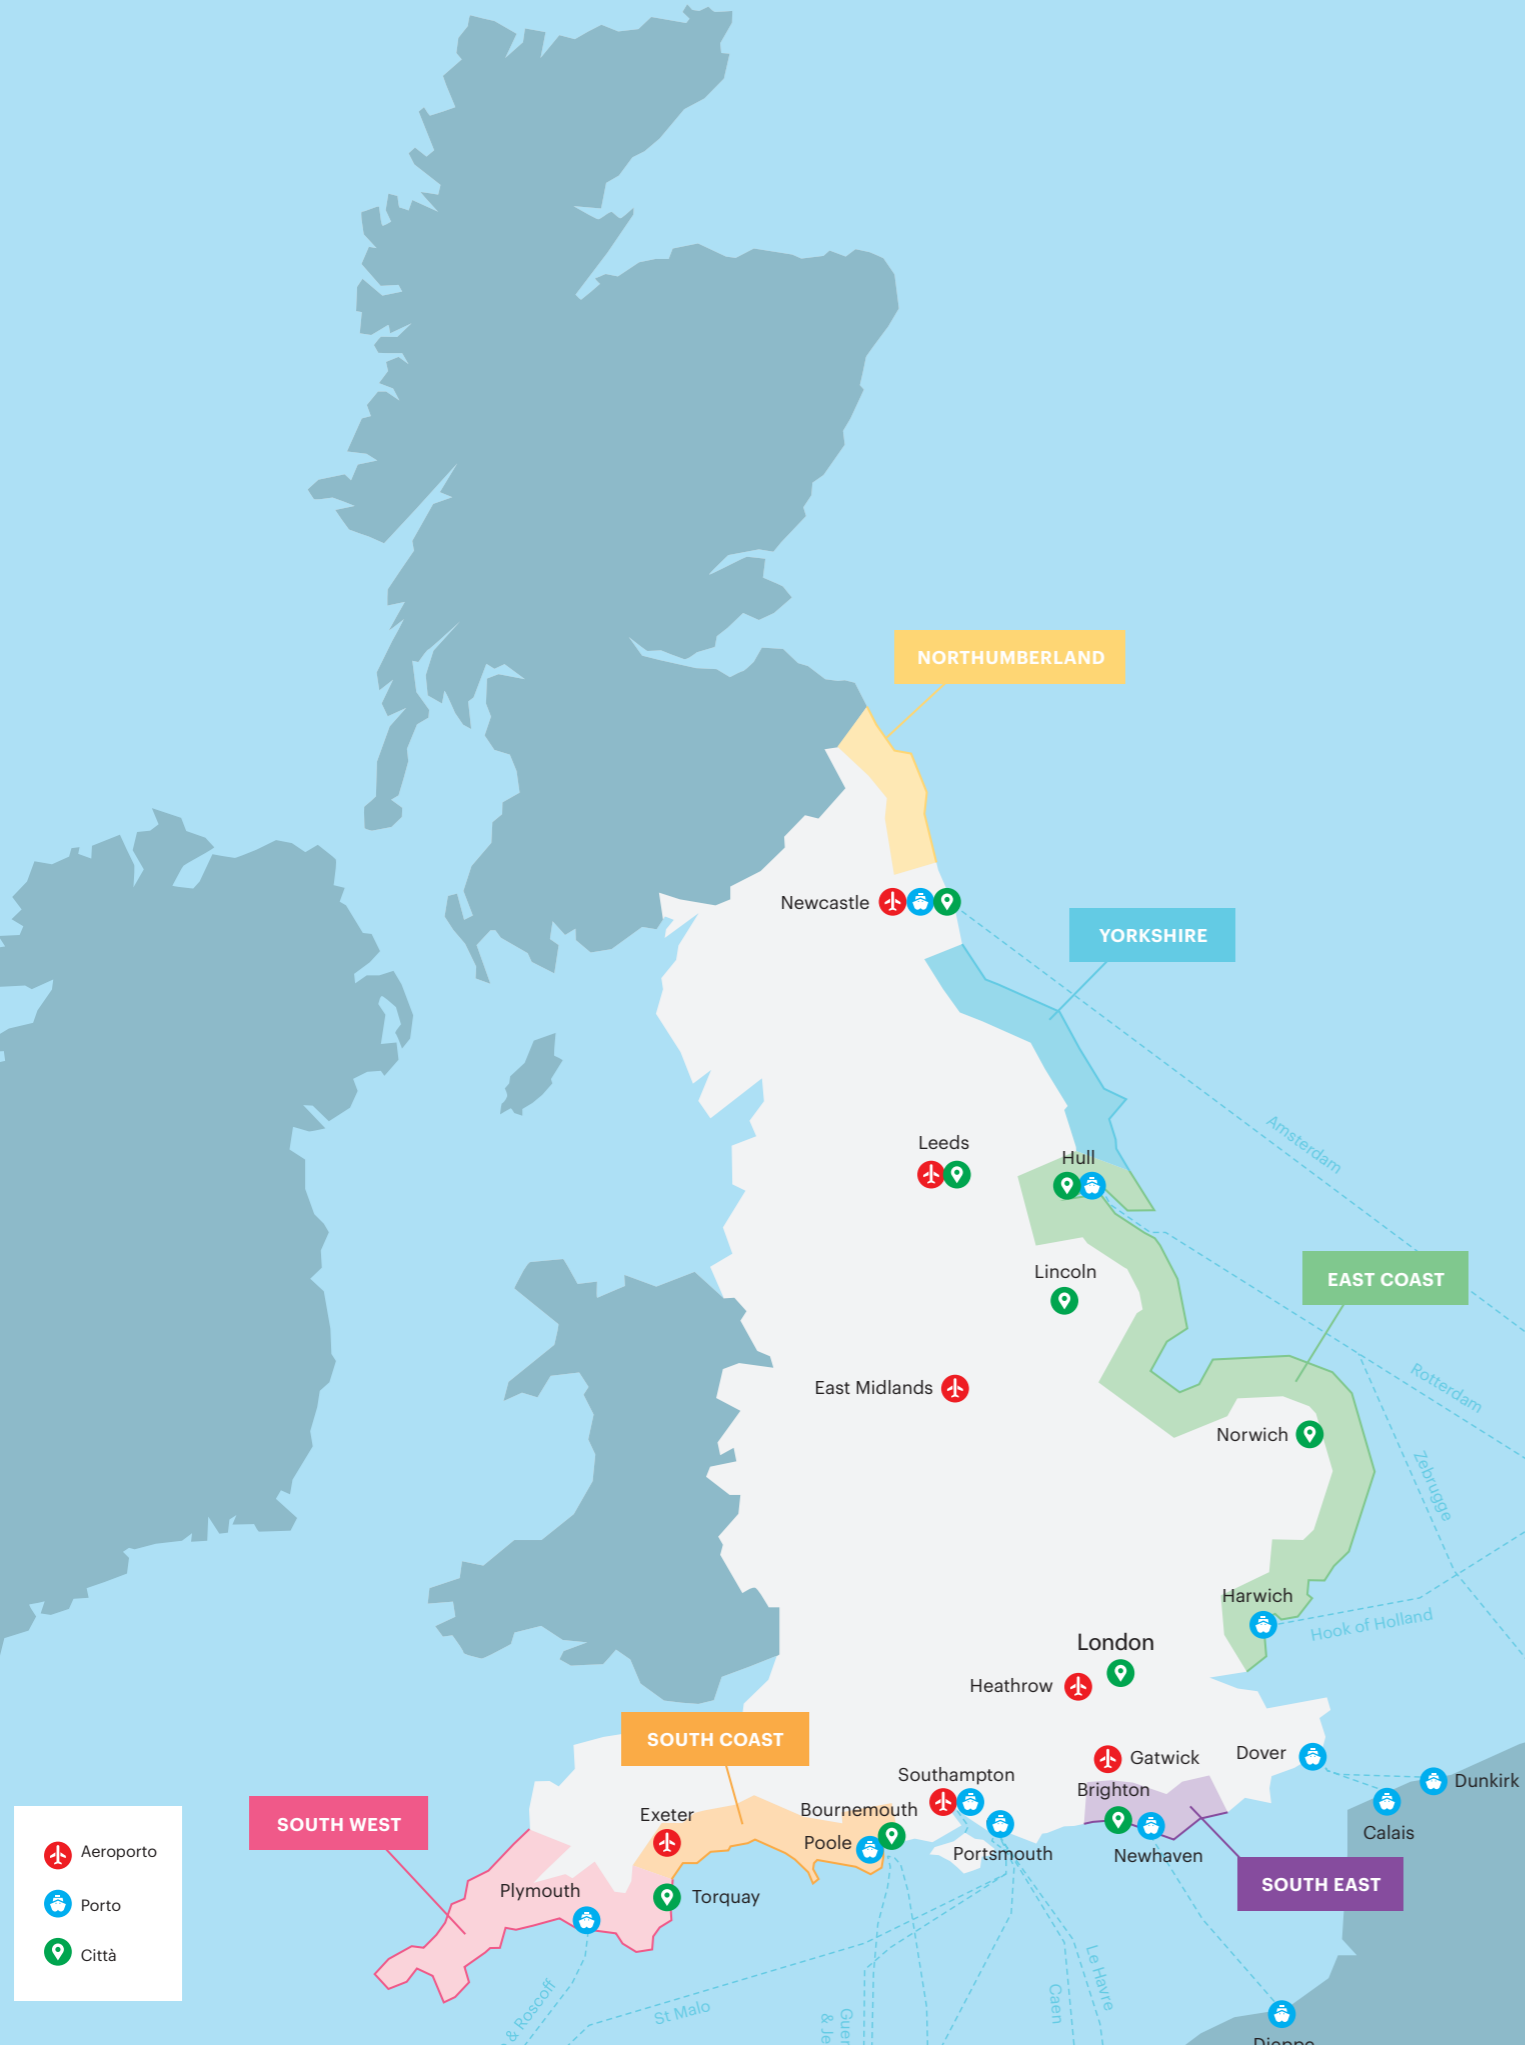 NORTHUMBERLAND
Newcastle
YORKSHIRE
Amsterdam
Leeds
Hull
EAST COAST
Lincoln
Rotterdam
East Midlands
Norwich
Zebrugge
Harwich
Hook of Holland
London
Heathrow
SOUTH COAST
Gatwick
Dover
Southampton
Brighton
Dunkirk
SOUTH WEST
Exeter
Bournemouth
Calais
Poole
Portsmouth
Newhaven
Aeroporto
SOUTH EAST
Plymouth
Torquay
Porto
Città
Le Havre
Caen
St Malo
& Roscoff